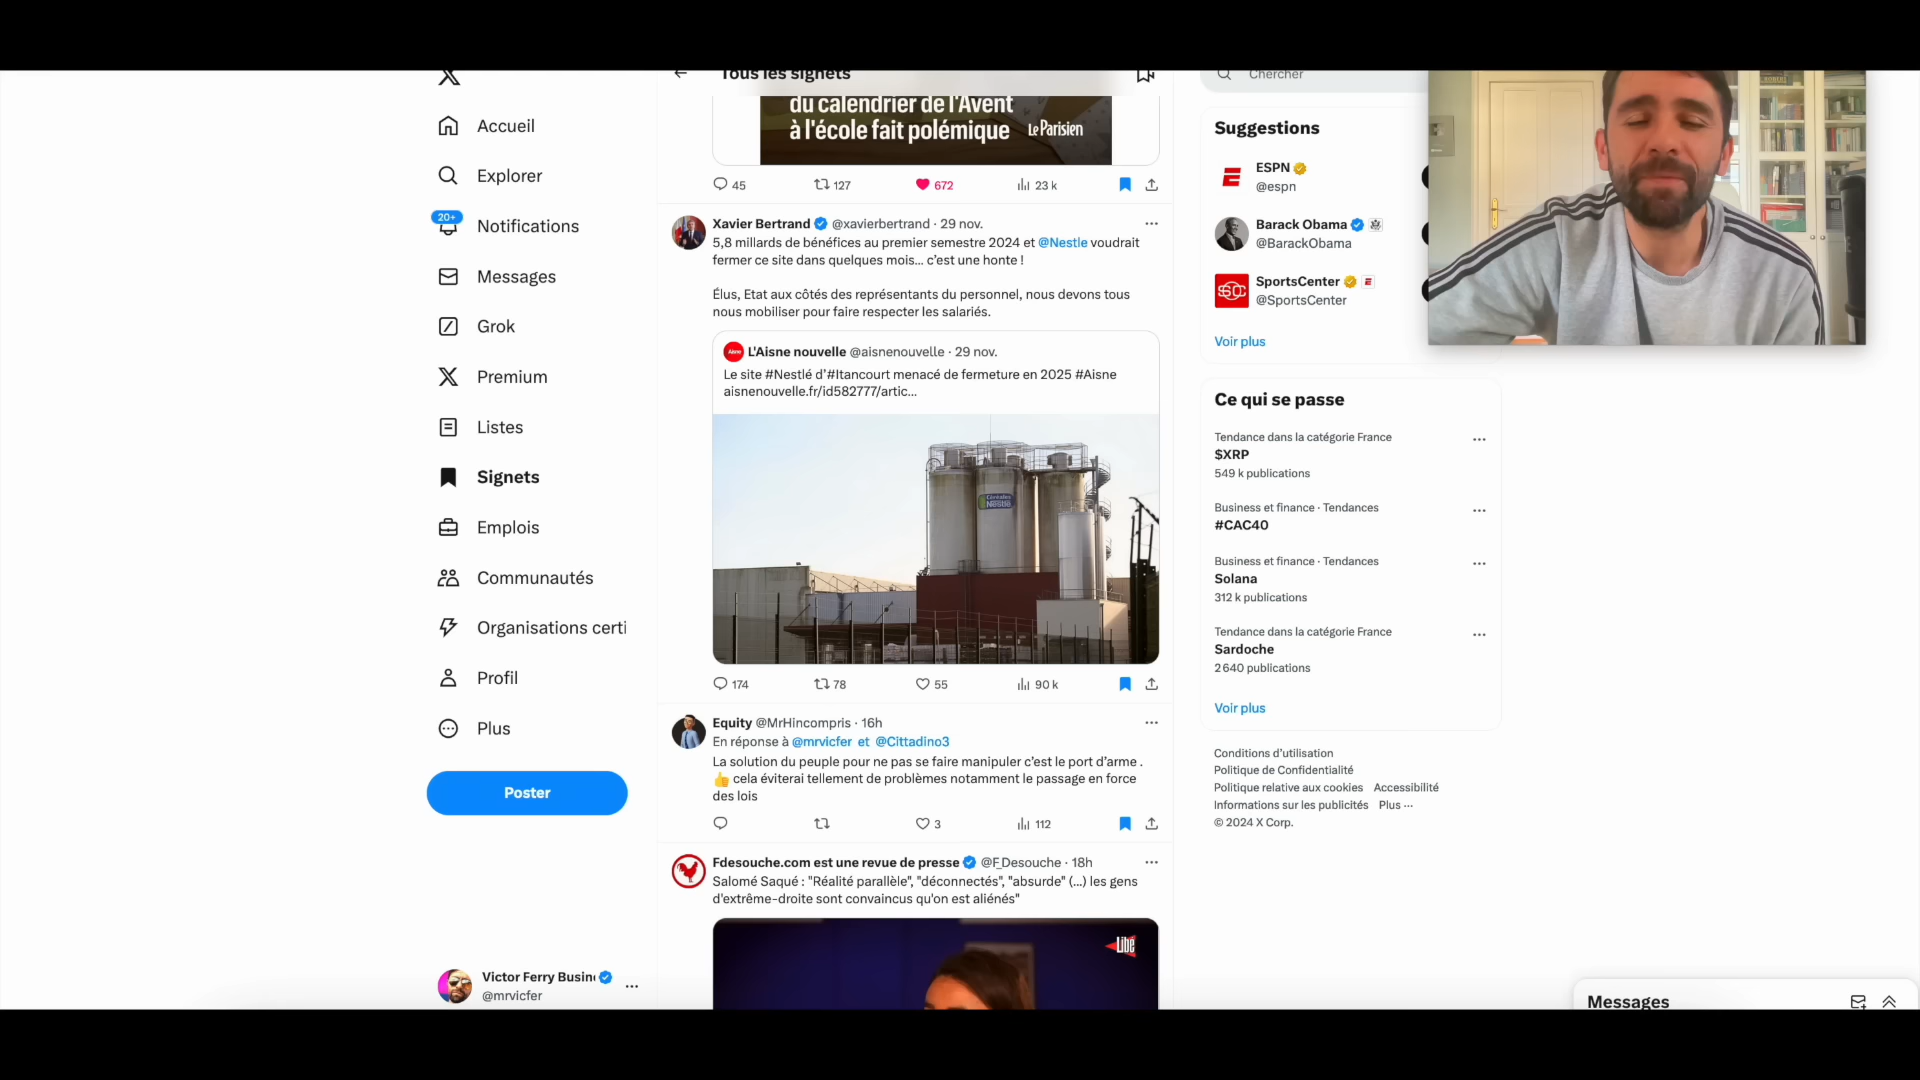 Accueil
Explorer
20+
Notifications
Messages
Grok
Premium
Listes
Signets
Emplois
Communautés
Organisations certi
Profil
Plus
Poster
Victor Ferry Busin
@mrvicfer
Tous les signets
du calendrier de l'Avent
à l'école fait polémique
Le Parisien
45 127 672 23 k
Xavier Bertrand @xavierbertrand · 29 nov.
5,8 millards de bénéfices au premier semestre 2024 et @Nestle voudrait
fermer ce site dans quelques mois... c'est une honte !
Élus, Etat aux côtés des représentants du personnel, nous devons tous
nous mobiliser pour faire respecter les salariés.
Aisne
L'Aisne nouvelle @aisnenouvelle · 29 nov.
Le site #Nestlé d'#Itancourt menacé de fermeture en 2025 #Aisne
aisnenouvelle.fr/id582777/artic...
Céréales
Nestlé
174 78 55 90 k
Equity @MrHincompris · 16h
En réponse à @mrvicfer et @Cittadino3
La solution du peuple pour ne pas se faire manipuler c'est le port d'arme .
👍 cela éviterai tellement de problèmes notamment le passage en force
des lois
3 112
Fdesouche.com est une revue de presse @F_Desouche · 18h
Salomé Saqué : "Réalité parallèle", "déconnectés", "absurde" (...) les gens
d'extrême-droite sont convaincus qu'on est aliénés"
Libé
Chercher
Suggestions
ESPN
@espn
Barack Obama
@BarackObama
SportsCenter
@SportsCenter
Voir plus
Ce qui se passe
Tendance dans la catégorie France
$XRP
549 k publications
Business et finance · Tendances
#CAC40
Business et finance · Tendances
Solana
312 k publications
Tendance dans la catégorie France
Sardoche
2 640 publications
Voir plus
Conditions d'utilisation
Politique de Confidentialité
Politique relative aux cookies Accessibilité
Informations sur les publicités Plus ...
© 2024 X Corp.
Messages